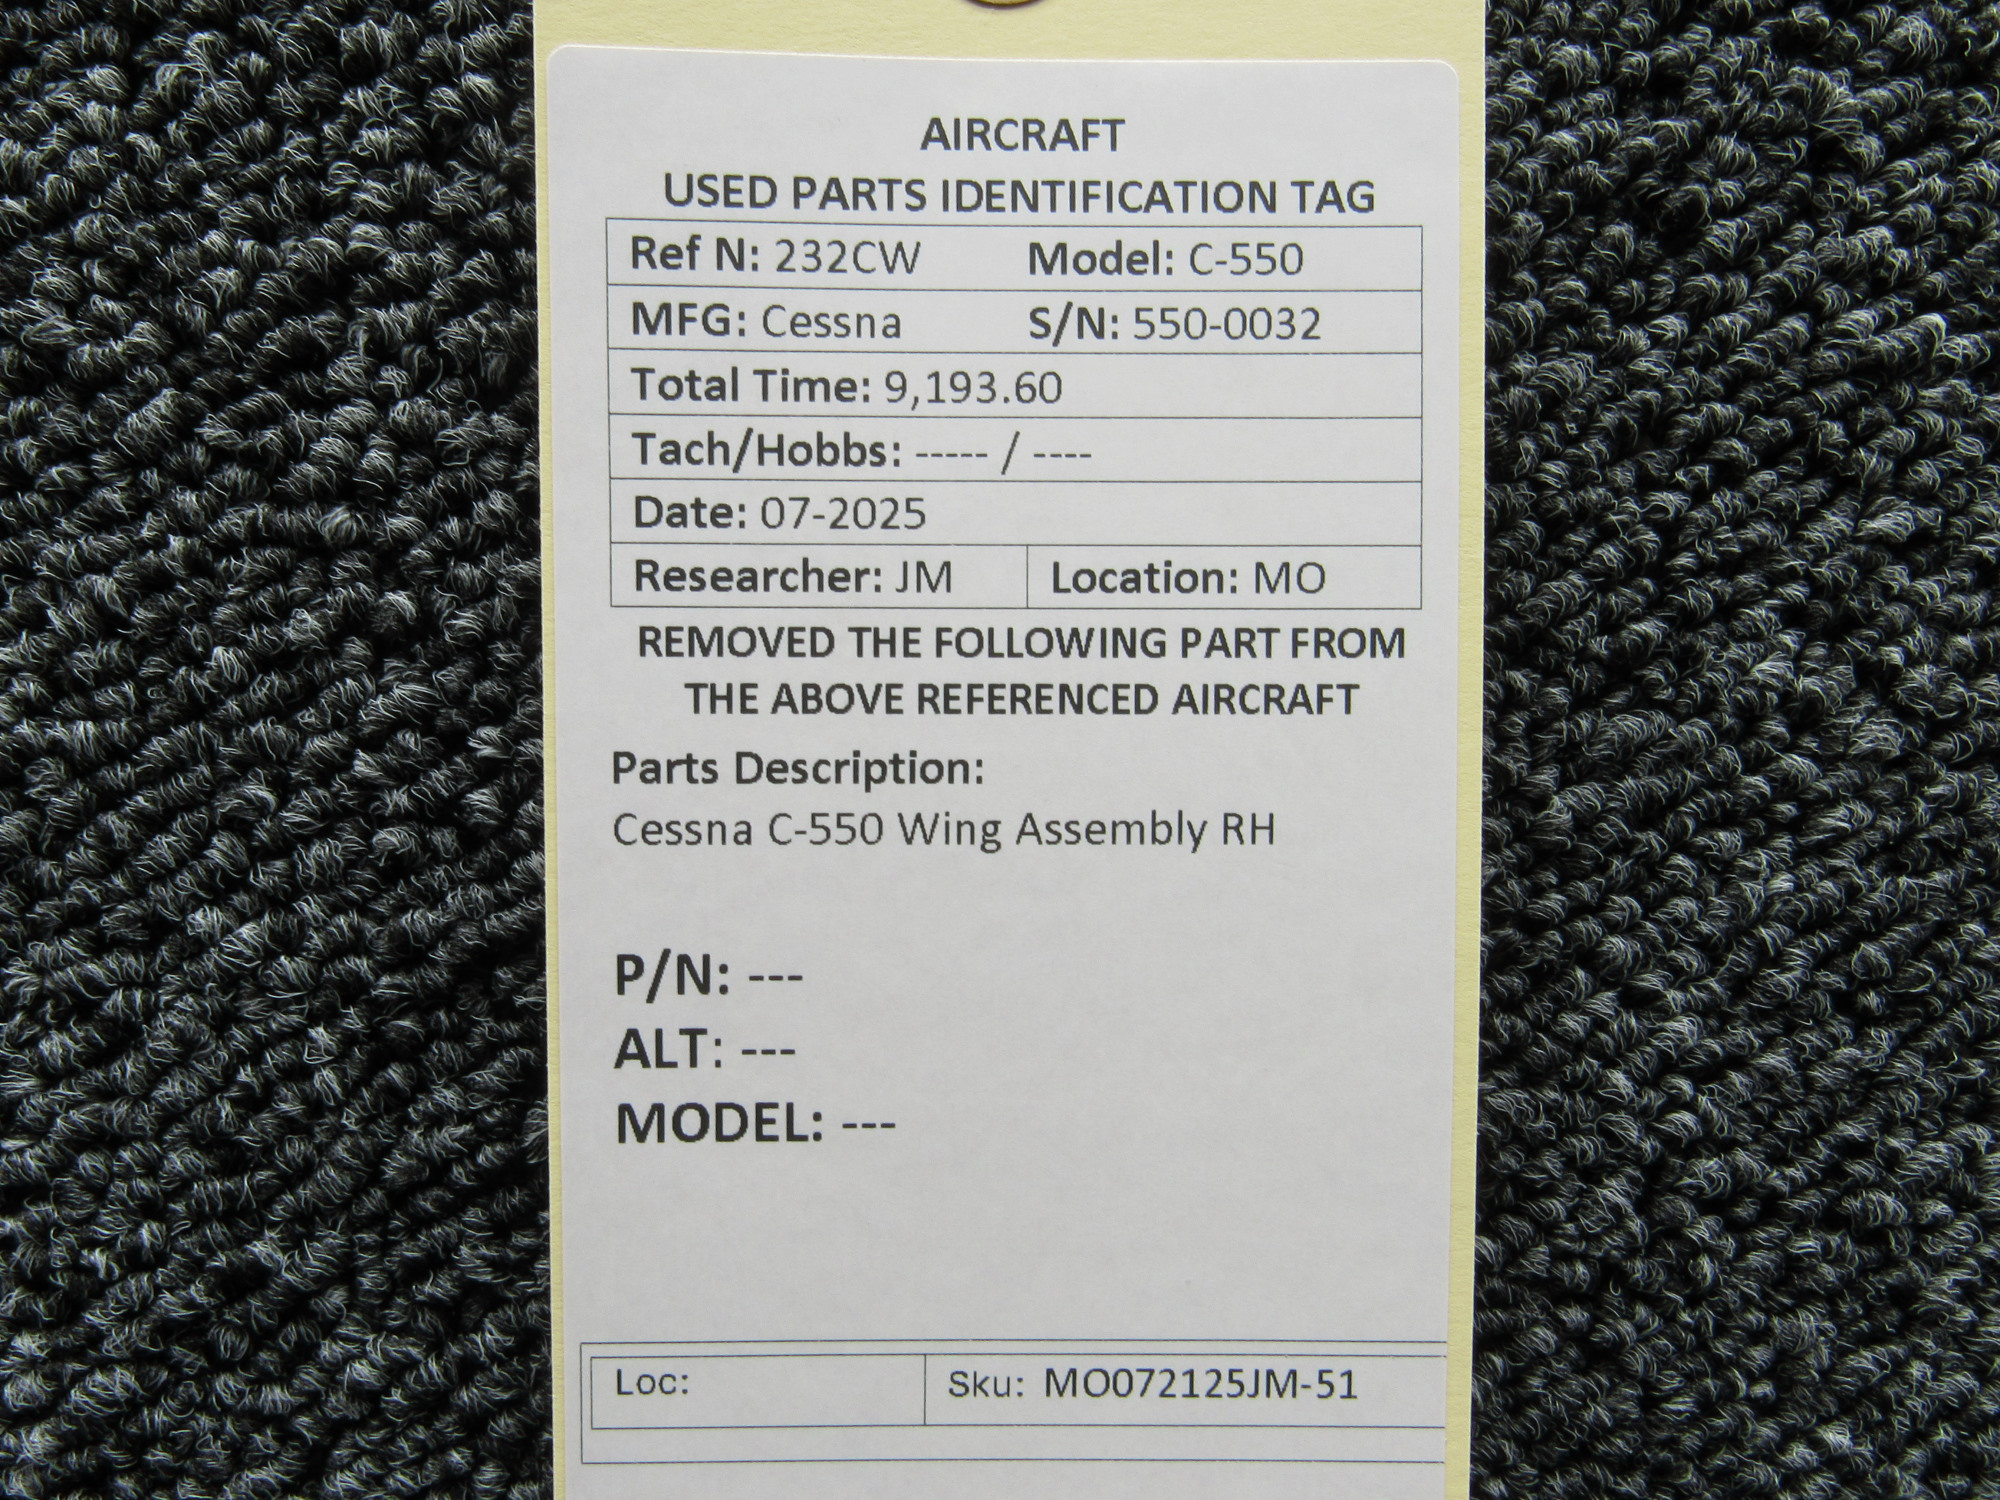 AIRCRAFT
USED PARTS IDENTIFICATION TAG
Ref N: 232CW Model: C-550
MFG: Cessna S/N: 550-0032
Total Time: 9,193.60
Tach/Hobbs: ----- / ----
Date: 07-2025
Researcher: JM Location: MO
REMOVED THE FOLLOWING PART FROM
THE ABOVE REFERENCED AIRCRAFT
Parts Description:
Cessna C-550 Wing Assembly RH
P/N: ---
ALT: ---
MODEL: ---
Loc: Sku: MO072125JM-51